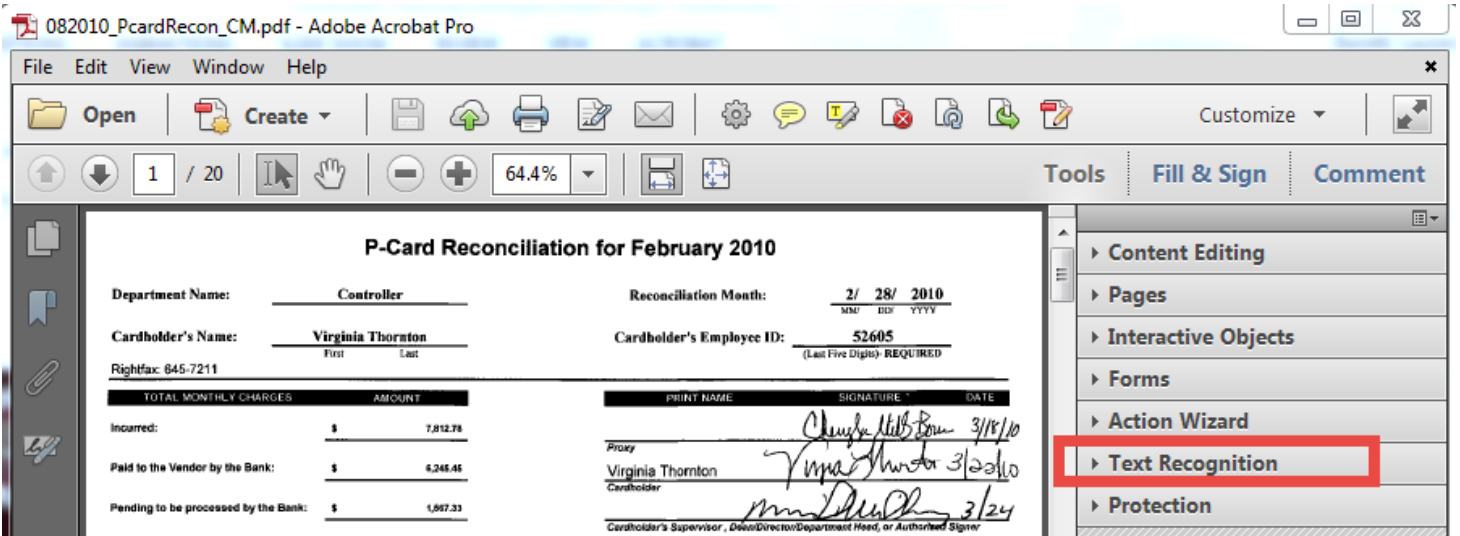 082010_PcardRecon_CM.pdf - Adobe Acrobat Pro
File Edit View Window Help
Open Create Customize
1 / 20 64.4% Tools Fill & Sign Comment
P-Card Reconciliation for February 2010
Department Name: Controller Reconciliation Month: 2/ 28/ 2010
MM/ DD/ YYYY
Cardholder's Name: Virginia Thornton Cardholder's Employee ID: 52605
First Last (Last Five Digits)- REQUIRED
Rightfax: 645-7211
TOTAL MONTHLY CHARGES AMOUNT PRINT NAME SIGNATURE DATE
Incurred: $ 7,812.78 3/18/10
Proxy
Paid to the Vendor by the Bank: $ 6,245.45 Virginia Thornton 3/22/10
Cardholder
Pending to be processed by the Bank: $ 1,567.33 3/24
Cardholder's Supervisor, Dean/Director/Department Head, or Authorized Signer
Content Editing
Pages
Interactive Objects
Forms
Action Wizard
Text Recognition
Protection